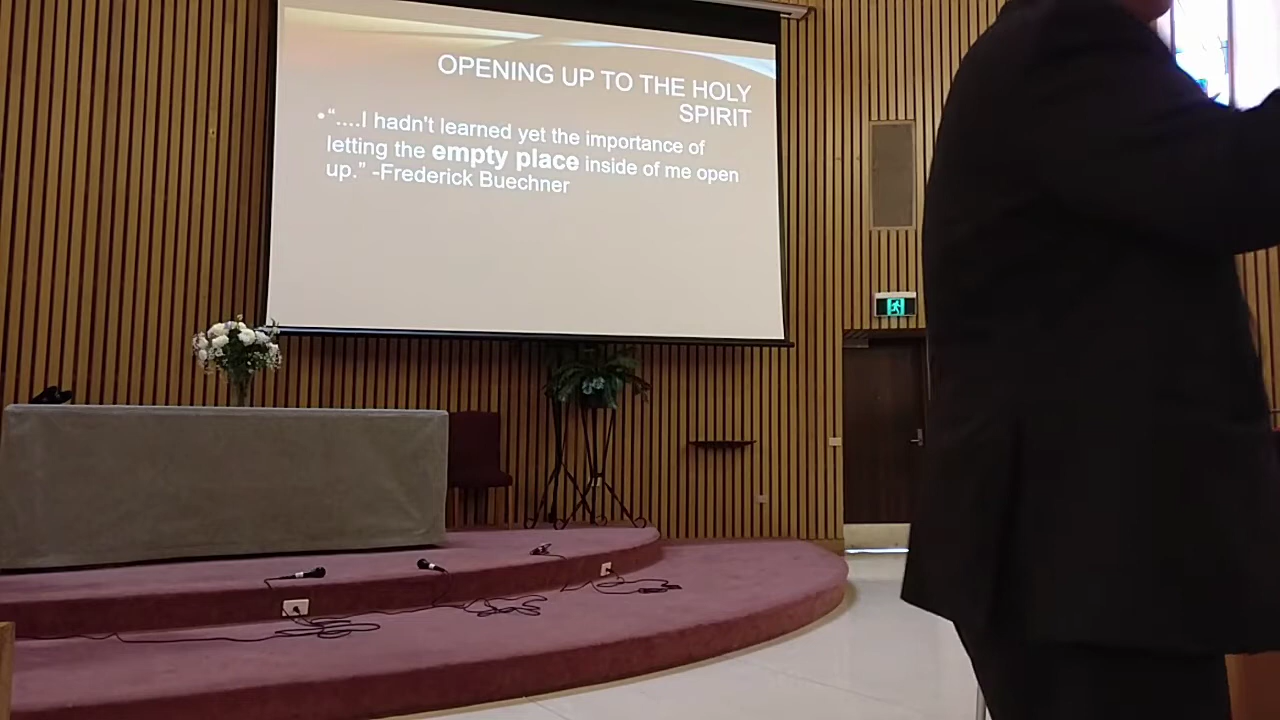 OPENING UP TO THE HOLY
SPIRIT
•“....I hadn't learned yet the importance of
letting the empty place inside of me open
up.” -Frederick Buechner